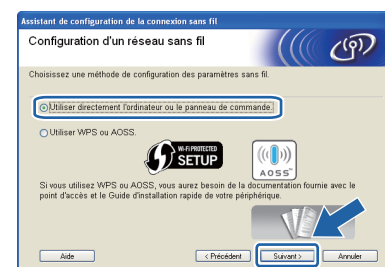 Assistant de configuration de la connexion sans fil
Configuration d'un réseau sans fil
Choisissez une méthode de configuration des paramètres sans fil.
Utiliser directement l'ordinateur ou le panneau de commande.
Utiliser WPS ou AOSS.
Wi-Fi PROTECTED
SETUP
AOSS™
Si vous utilisez WPS ou AOSS, vous aurez besoin de la documentation fournie avec le
point d'accès et le Guide d'installation rapide de votre périphérique.
Aide
< Précédent
Suivant >
Annuler